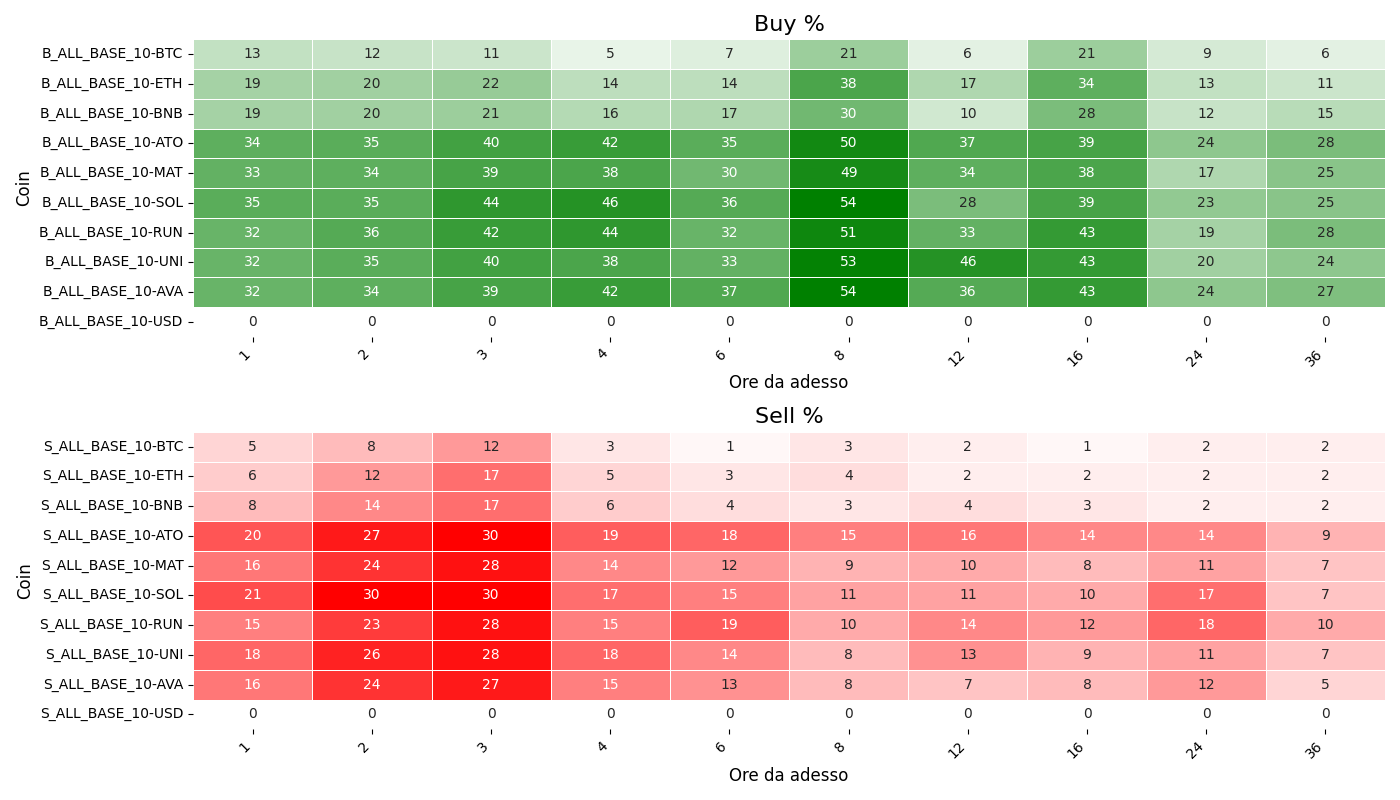 Buy %
Coin
B_ALL_BASE_10-BTC 13 12 11 5 7 21 6 21 9 6
B_ALL_BASE_10-ETH 19 20 22 14 14 38 17 34 13 11
B_ALL_BASE_10-BNB 19 20 21 16 17 30 10 28 12 15
B_ALL_BASE_10-ATO 34 35 40 42 35 50 37 39 24 28
B_ALL_BASE_10-MAT 33 34 39 38 30 49 34 38 17 25
B_ALL_BASE_10-SOL 35 35 44 46 36 54 28 39 23 25
B_ALL_BASE_10-RUN 32 36 42 44 32 51 33 43 19 28
B_ALL_BASE_10-UNI 32 35 40 38 33 53 46 43 20 24
B_ALL_BASE_10-AVA 32 34 39 42 37 54 36 43 24 27
B_ALL_BASE_10-USD 0 0 0 0 0 0 0 0 0 0
1 2 3 4 6 8 12 16 24 36
Ore da adesso
Sell %
Coin
S_ALL_BASE_10-BTC 5 8 12 3 1 3 2 1 2 2
S_ALL_BASE_10-ETH 6 12 17 5 3 4 2 2 2 2
S_ALL_BASE_10-BNB 8 14 17 6 4 3 4 3 2 2
S_ALL_BASE_10-ATO 20 27 30 19 18 15 16 14 14 9
S_ALL_BASE_10-MAT 16 24 28 14 12 9 10 8 11 7
S_ALL_BASE_10-SOL 21 30 30 17 15 11 11 10 17 7
S_ALL_BASE_10-RUN 15 23 28 15 19 10 14 12 18 10
S_ALL_BASE_10-UNI 18 26 28 18 14 8 13 9 11 7
S_ALL_BASE_10-AVA 16 24 27 15 13 8 7 8 12 5
S_ALL_BASE_10-USD 0 0 0 0 0 0 0 0 0 0
1 2 3 4 6 8 12 16 24 36
Ore da adesso